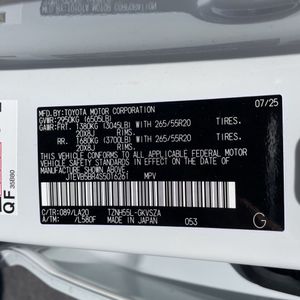 MFD. BY: TOYOTA MOTOR CORPORATION 07/25
GVWR: 2950KG (6505LB)
GAWR: FRT. 1380KG (3045LB) WITH 265/55R20 TIRES.
20X8J RIMS.
RR. 1680KG (3700LB) WITH 265/55R20 TIRES.
20X8J RIMS.
THIS VEHICLE CONFORMS TO ALL APPLICABLE FEDERAL MOTOR
VEHICLE SAFETY STANDARDS IN EFFECT ON THE DATE OF
MANUFACTURE SHOWN ABOVE.
MPV
C/TR: 089/LA20 TZNH55L-GKVSZA
A/TM: /L580F MADE IN JAPAN 053
G
QF